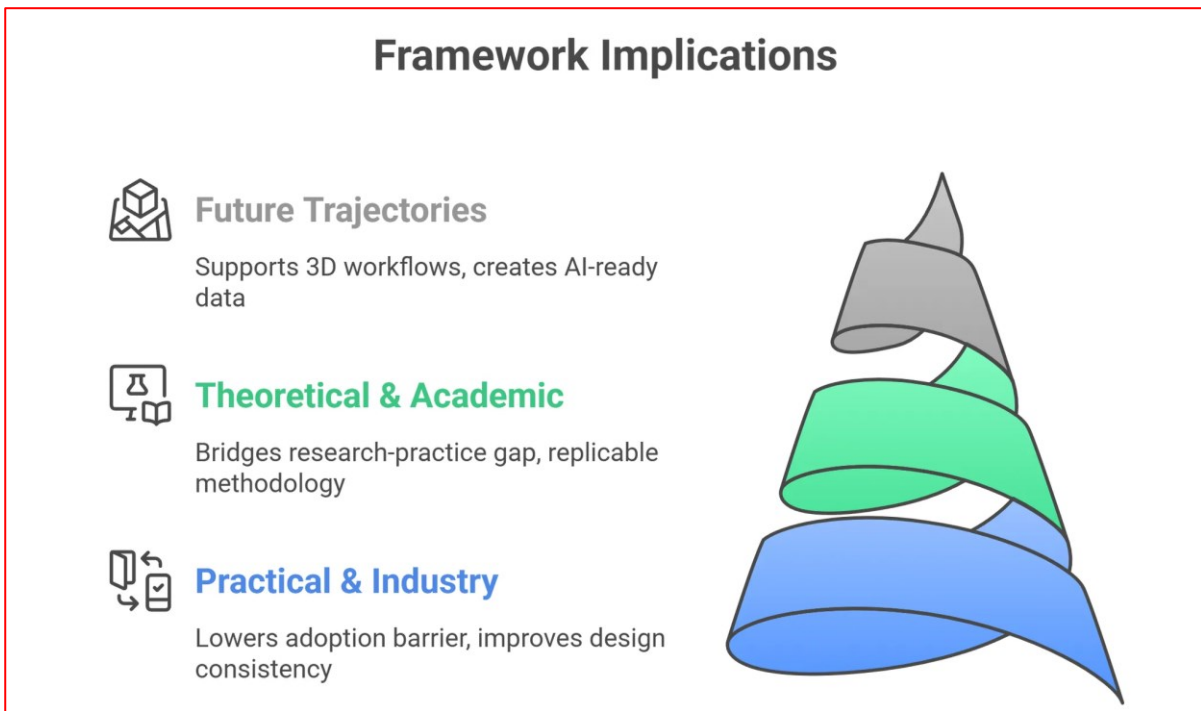 Framework Implications
Future Trajectories
Supports 3D workflows, creates AI-ready
data
Theoretical & Academic
Bridges research-practice gap, replicable
methodology
Practical & Industry
Lowers adoption barrier, improves design
consistency